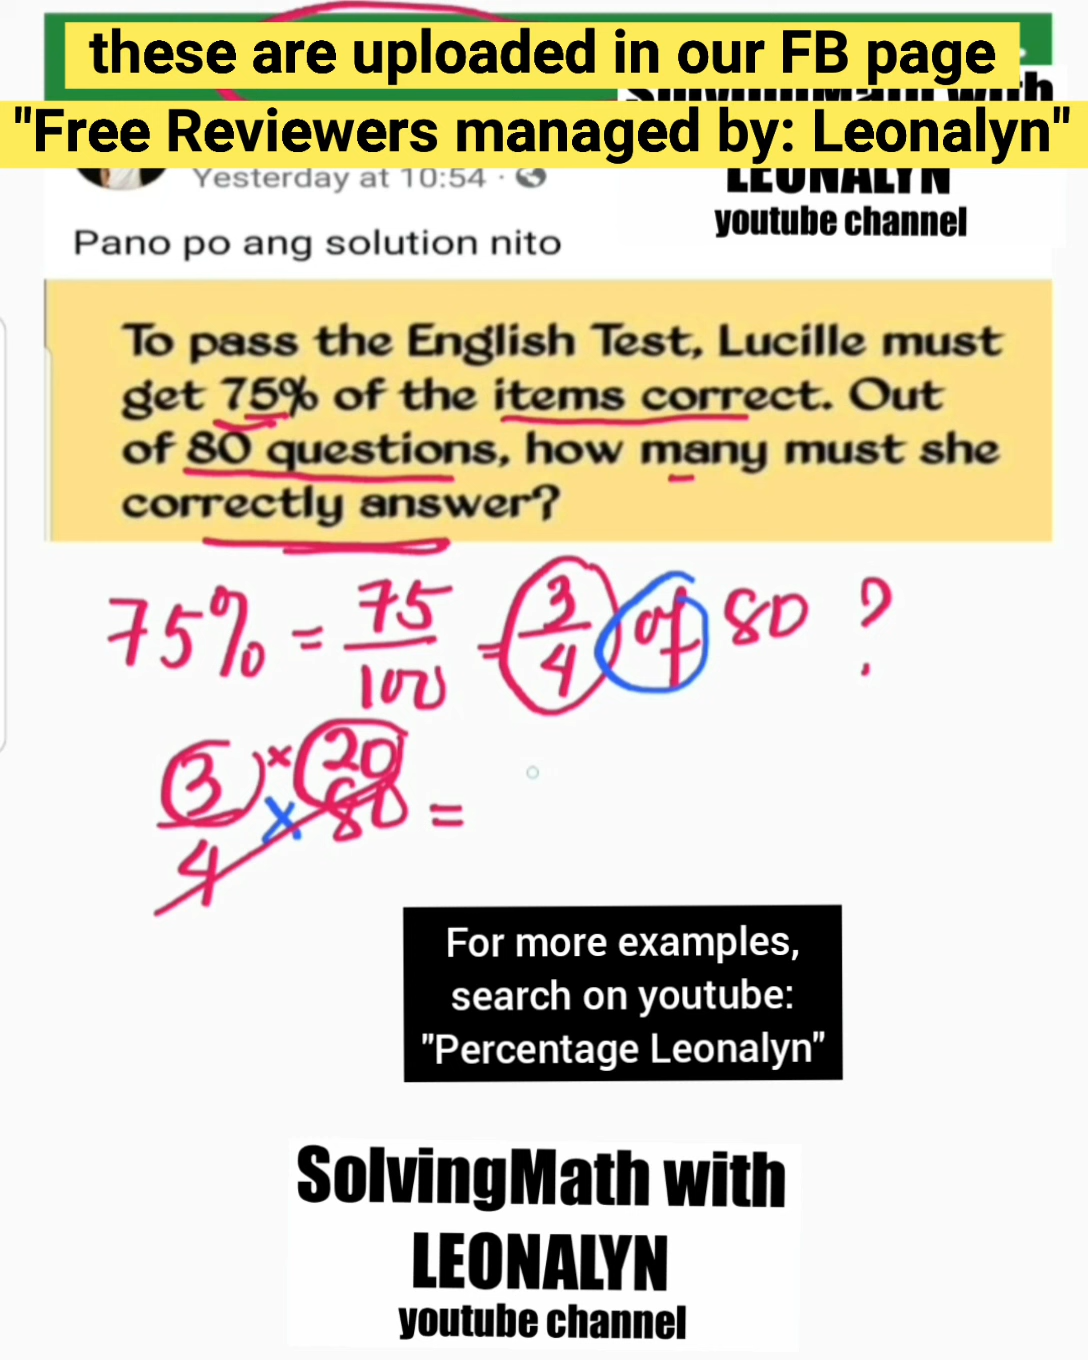 these are uploaded in our FB page
"Free Reviewers managed by: Leonalyn"
SolvingMath with
LEONALYN
youtube channel
Yesterday at 10:54 ·
Pano po ang solution nito
To pass the English Test, Lucille must
get 75% of the items correct. Out
of 80 questions, how many must she
correctly answer?
75% = 75/100 = 3/4 of 80 ?
3 × 20
4 × 80 =
For more examples,
search on youtube:
"Percentage Leonalyn"
SolvingMath with
LEONALYN
youtube channel